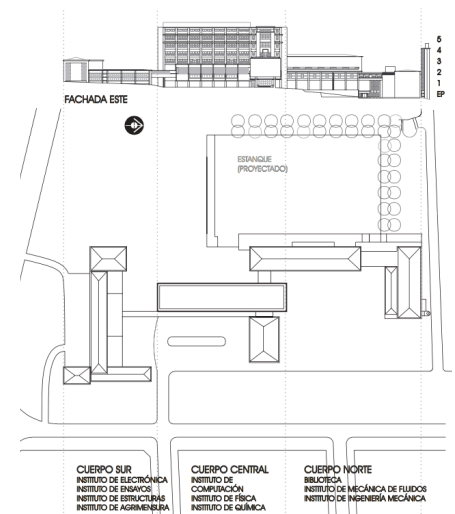 5
4
3
2
1
EP
FACHADA ESTE
ESTANQUE
(PROYECTADO)
CUERPO SUR
INSTITUTO DE ELECTRÓNICA
INSTITUTO DE ENSAYOS
INSTITUTO DE ESTRUCTURAS
INSTITUTO DE AGRIMENSURA
CUERPO CENTRAL
INSTITUTO DE
COMPUTACIÓN
INSTITUTO DE FÍSICA
INSTITUTO DE QUÍMICA
CUERPO NORTE
BIBLIOTECA
INSTITUTO DE MECÁNICA DE FLUIDOS
INSTITUTO DE INGENIERÍA MECÁNICA